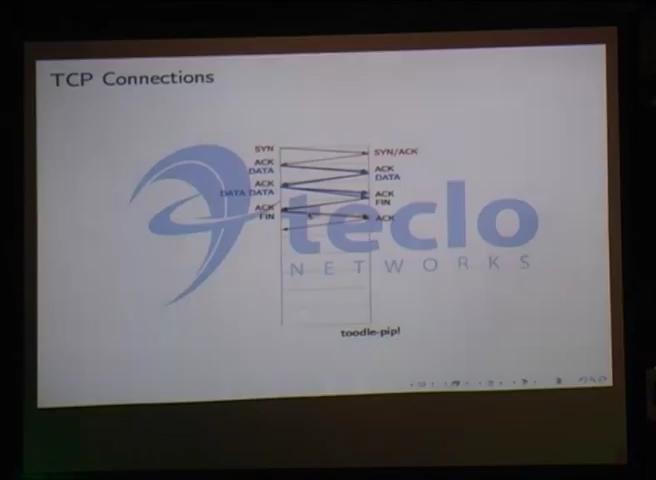 TCP Connections
SYN
SYN/ACK
ACK
DATA
ACK
DATA
ACK
DATA DATA
ACK
FIN
ACK
FIN
ACK
teclo
NETWORKS
toodle-pip!